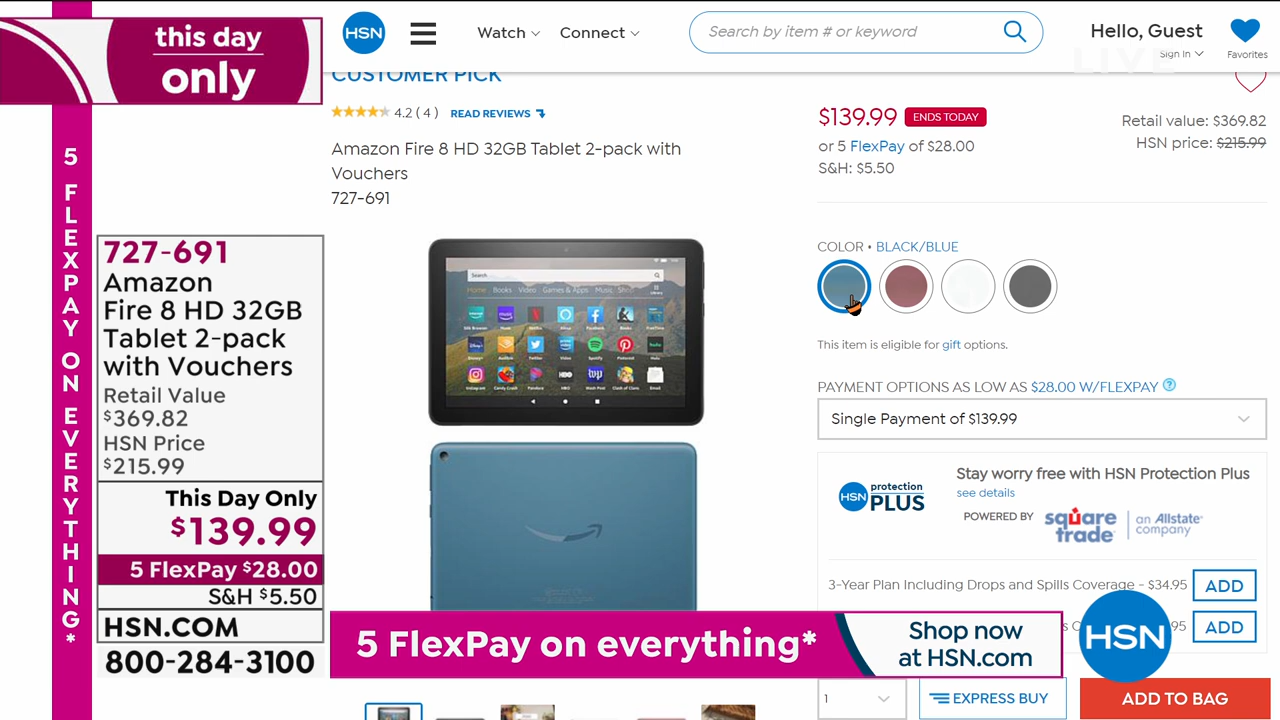 this day
only
5 FLEXPAY ON EVERYTHING*
727-691
Amazon
Fire 8 HD 32GB
Tablet 2-pack
with Vouchers
Retail Value
$369.82
HSN Price
$215.99
This Day Only
$139.99
5 FlexPay $28.00
S&H $5.50
HSN.COM
800-284-3100
HSN
Watch
Connect
Search by item # or keyword
Hello, Guest
Sign In
Favorites
LIVE
CUSTOMER PICK
4.2 ( 4 ) READ REVIEWS
Amazon Fire 8 HD 32GB Tablet 2-pack with
Vouchers
727-691
Search
Home Books Video Games & Apps Music
$139.99 ENDS TODAY
or 5 FlexPay of $28.00
S&H: $5.50
Retail value: $369.82
HSN price: $215.99
COLOR • BLACK/BLUE
This item is eligible for gift options.
PAYMENT OPTIONS AS LOW AS $28.00 W/FLEXPAY ?
Single Payment of $139.99
HSN protection PLUS
Stay worry free with HSN Protection Plus
see details
POWERED BY square trade | an Allstate company
3-Year Plan Including Drops and Spills Coverage - $34.95 ADD
ADD
5 FlexPay on everything*
Shop now
at HSN.com
HSN
1
EXPRESS BUY
ADD TO BAG